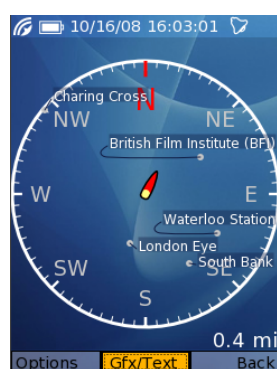 10/16/08 16:03:01
Charing Cross
N
NW
NE
British Film Institute (BFI)
W
E
Waterloo Station
London Eye
South Bank
SW
SE
S
0.4 mi
Options Gfx/Text Back